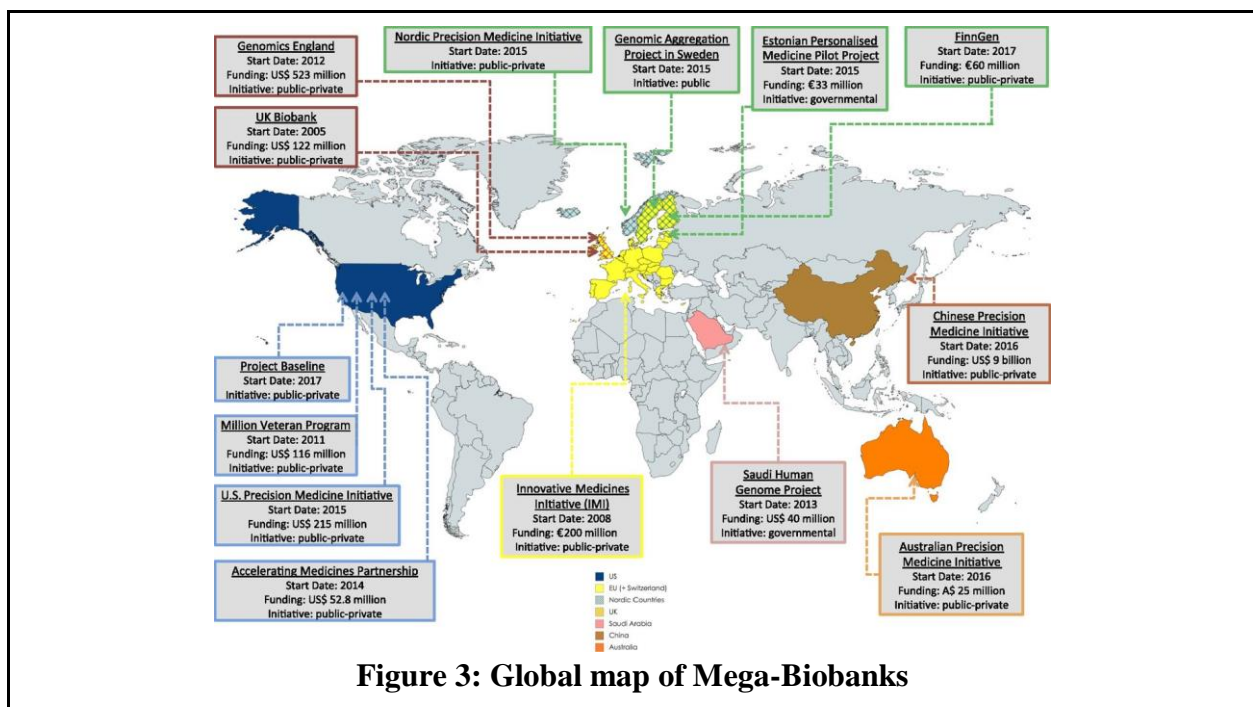 Genomics England
Start Date: 2012
Funding: US$ 523 million
Initiative: public-private
Nordic Precision Medicine Initiative
Start Date: 2015
Initiative: public-private
Genomic Aggregation
Project in Sweden
Start Date: 2015
Initiative: public
Estonian Personalised
Medicine Pilot Project
Start Date: 2015
Funding: €33 million
Initiative: governmental
FinnGen
Start Date: 2017
Funding: €60 million
Initiative: public-private
UK Biobank
Start Date: 2005
Funding: US$ 122 million
Initiative: public-private
Chinese Precision
Medicine Initiative
Start Date: 2016
Funding: US$ 9 billion
Initiative: public-private
Project Baseline
Start Date: 2017
Initiative: public-private
Million Veteran Program
Start Date: 2011
Funding: US$ 116 million
Initiative: public-private
U.S. Precision Medicine Initiative
Start Date: 2015
Funding: US$ 215 million
Initiative: public-private
Accelerating Medicines Partnership
Start Date: 2014
Funding: US$ 52.8 million
Initiative: public-private
Innovative Medicines
Initiative (IMI)
Start Date: 2008
Funding: €200 million
Initiative: public-private
Saudi Human
Genome Project
Start Date: 2013
Funding: US$ 40 million
Initiative: governmental
Australian Precision
Medicine Initiative
Start Date: 2016
Funding: A$ 25 million
Initiative: public-private
US
EU (+ Switzerland)
Nordic Countries
UK
Saudi Arabia
China
Australia
Figure 3: Global map of Mega-Biobanks